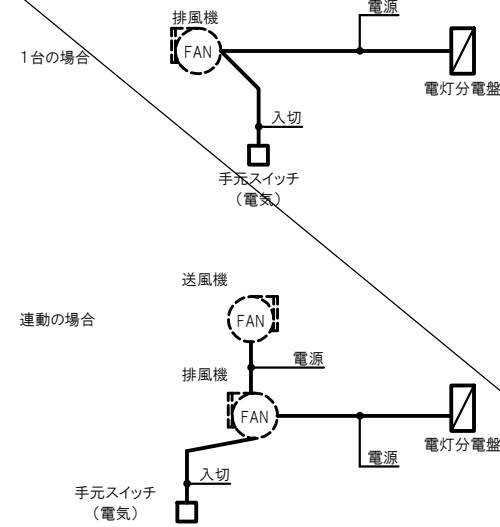 電源
排風機
FAN
1台の場合
電灯分電盤
入切
手元スイッチ
（電気）
送風機
FAN
連動の場合
電源
排風機
FAN
電灯分電盤
電源
入切
手元スイッチ
（電気）